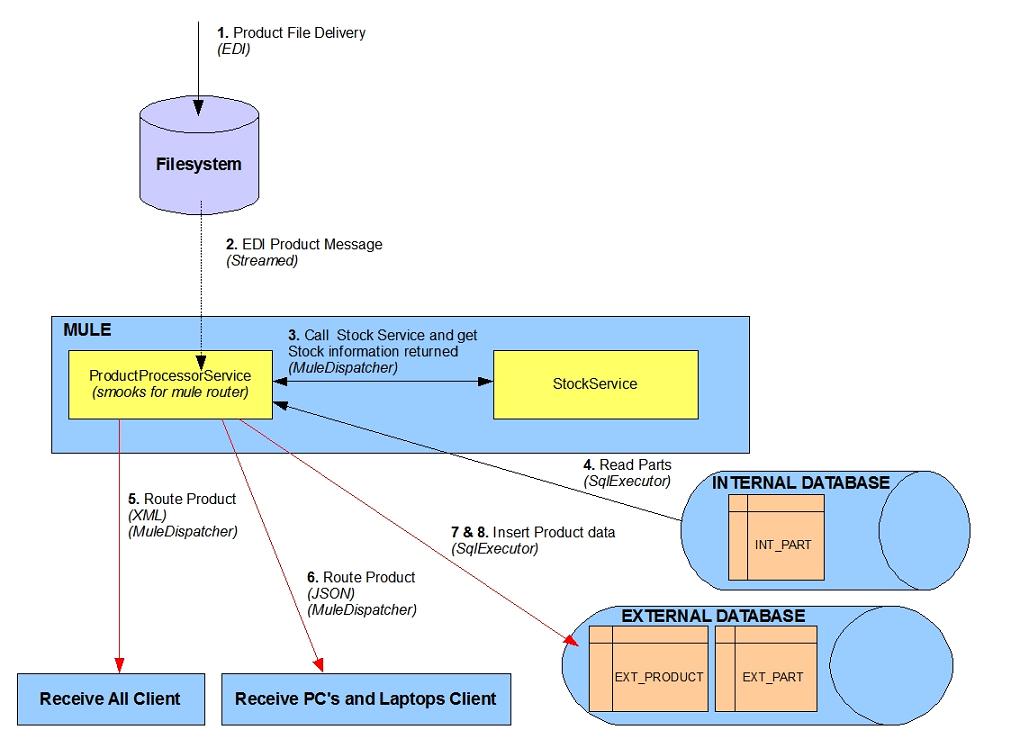 1. Product File Delivery
(EDI)
Filesystem
2. EDI Product Message
(Streamed)
MULE
3. Call Stock Service and get
Stock information returned
(MuleDispatcher)
ProductProcessorService
(smooks for mule router)
StockService
4. Read Parts
(SqlExecutor)
INTERNAL DATABASE
INT_PART
5. Route Product
(XML)
(MuleDispatcher)
7 & 8. Insert Product data
(SqlExecutor)
6. Route Product
(JSON)
(MuleDispatcher)
EXTERNAL DATABASE
EXT_PRODUCT
EXT_PART
Receive All Client
Receive PC's and Laptops Client